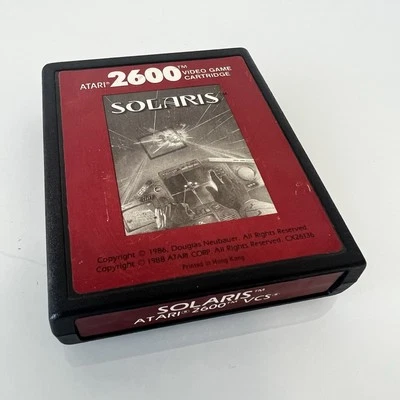 ATARI® 2600™ VIDEO GAME CARTRIDGE
SOLARIS™
Copyright © 1986, Douglas Neubauer. All Rights Reserved.
Copyright © 1988 ATARI CORP. All Rights Reserved. CX26136
Printed in Hong Kong
SOLARIS™
ATARI® 2600™ VCS™